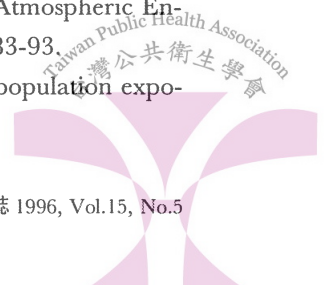 Atmospheric En-
83-93.
population expo-
Taiwan Public Health Association
台灣公共衛生學會
誌 1996, Vol.15, No.5